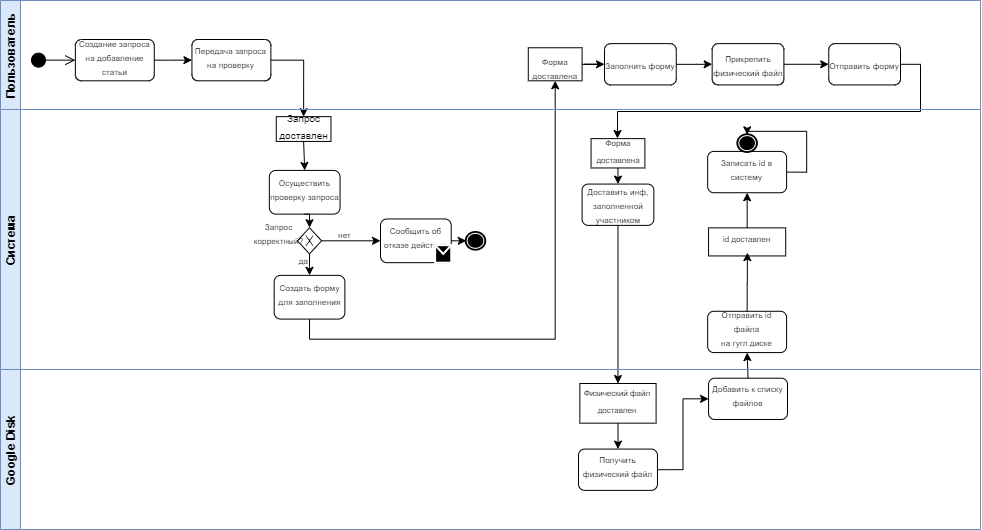 Пользователь
Создание запроса
на добавление
статьи
Передача запроса
на проверку
Форма
доставлена
Заполнить форму
Прикрепить
физический файл
Отправить форму
Система
Запрос
доставлен
Осуществить
проверку запроса
Запрос
корректный?
нет
да
Сообщить об
отказе дейст
Создать форму
для заполнения
Форма
доставлена
Доставить инф,
заполненной
участником
Записать id в
систему
id доставлен
Отправить id
файла
на гугл диске
Google Disk
Физический файл
доставлен
Получить
физический файл
Добавить к списку
файлов